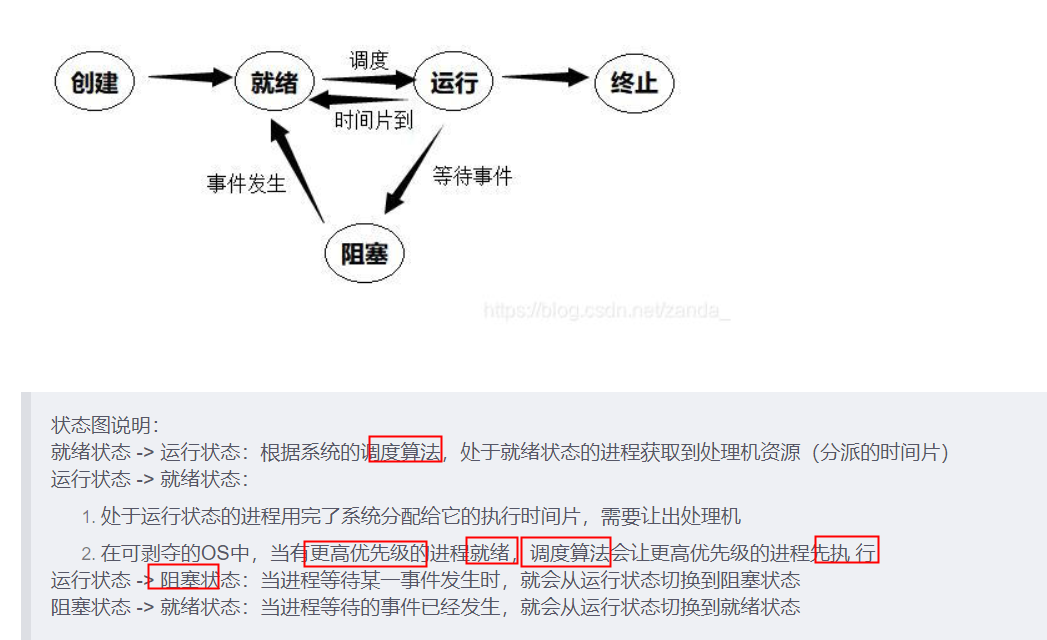 调度
创建 就绪 运行 终止
时间片到
事件发生 等待事件
阻塞
https://blog.csdn.net/zanda_
状态图说明：
就绪状态 -> 运行状态：根据系统的调度算法，处于就绪状态的进程获取到处理机资源（分派的时间片）
运行状态 -> 就绪状态：
1. 处于运行状态的进程用完了系统分配给它的执行时间片，需要让出处理机
2. 在可剥夺的OS中，当有更高优先级的进程就绪，调度算法会让更高优先级的进程先执行
运行状态 -> 阻塞状态：当进程等待某一事件发生时，就会从运行状态切换到阻塞状态
阻塞状态 -> 就绪状态：当进程等待的事件已经发生，就会从运行状态切换到就绪状态